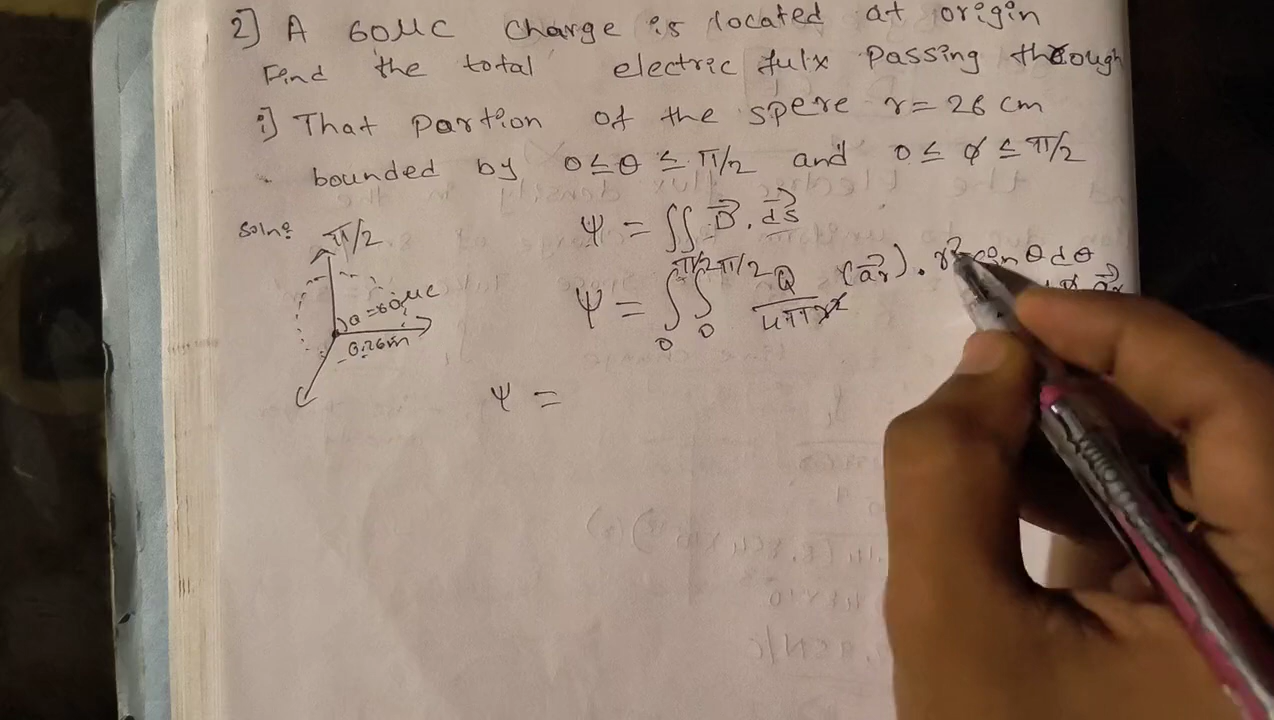 2] A 60μC charge is located at origin
Find the total electric fulx passing through
i] That partion of the spere r = 26 cm
bounded by 0 ≤ θ ≤ π/2 and 0 ≤ ϕ ≤ π/2
Soln:
π/2
Q = 60μC
0.26m
Ψ = ∬ D⃗ . d⃗s
Ψ = ∫₀^π/2 ∫₀^π/2 Q/4πr² (a⃗r) . r² sin θ dθ dϕ a⃗r
Ψ =